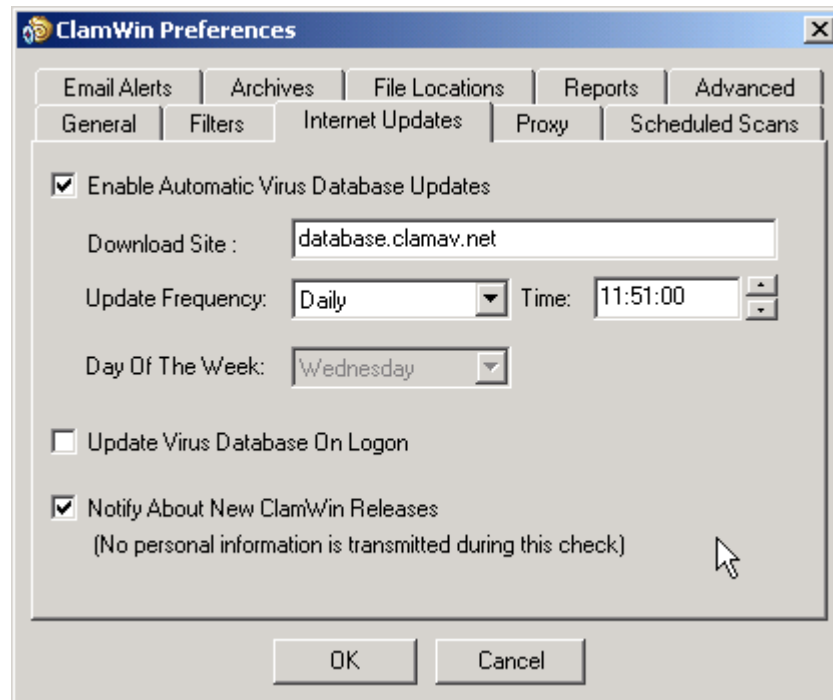 ClamWin Preferences
Email Alerts Archives File Locations Reports Advanced
General Filters Internet Updates Proxy Scheduled Scans
Enable Automatic Virus Database Updates
Download Site : database.clamav.net
Update Frequency: Daily Time: 11:51:00
Day Of The Week: Wednesday
Update Virus Database On Logon
Notify About New ClamWin Releases
(No personal information is transmitted during this check)
OK Cancel